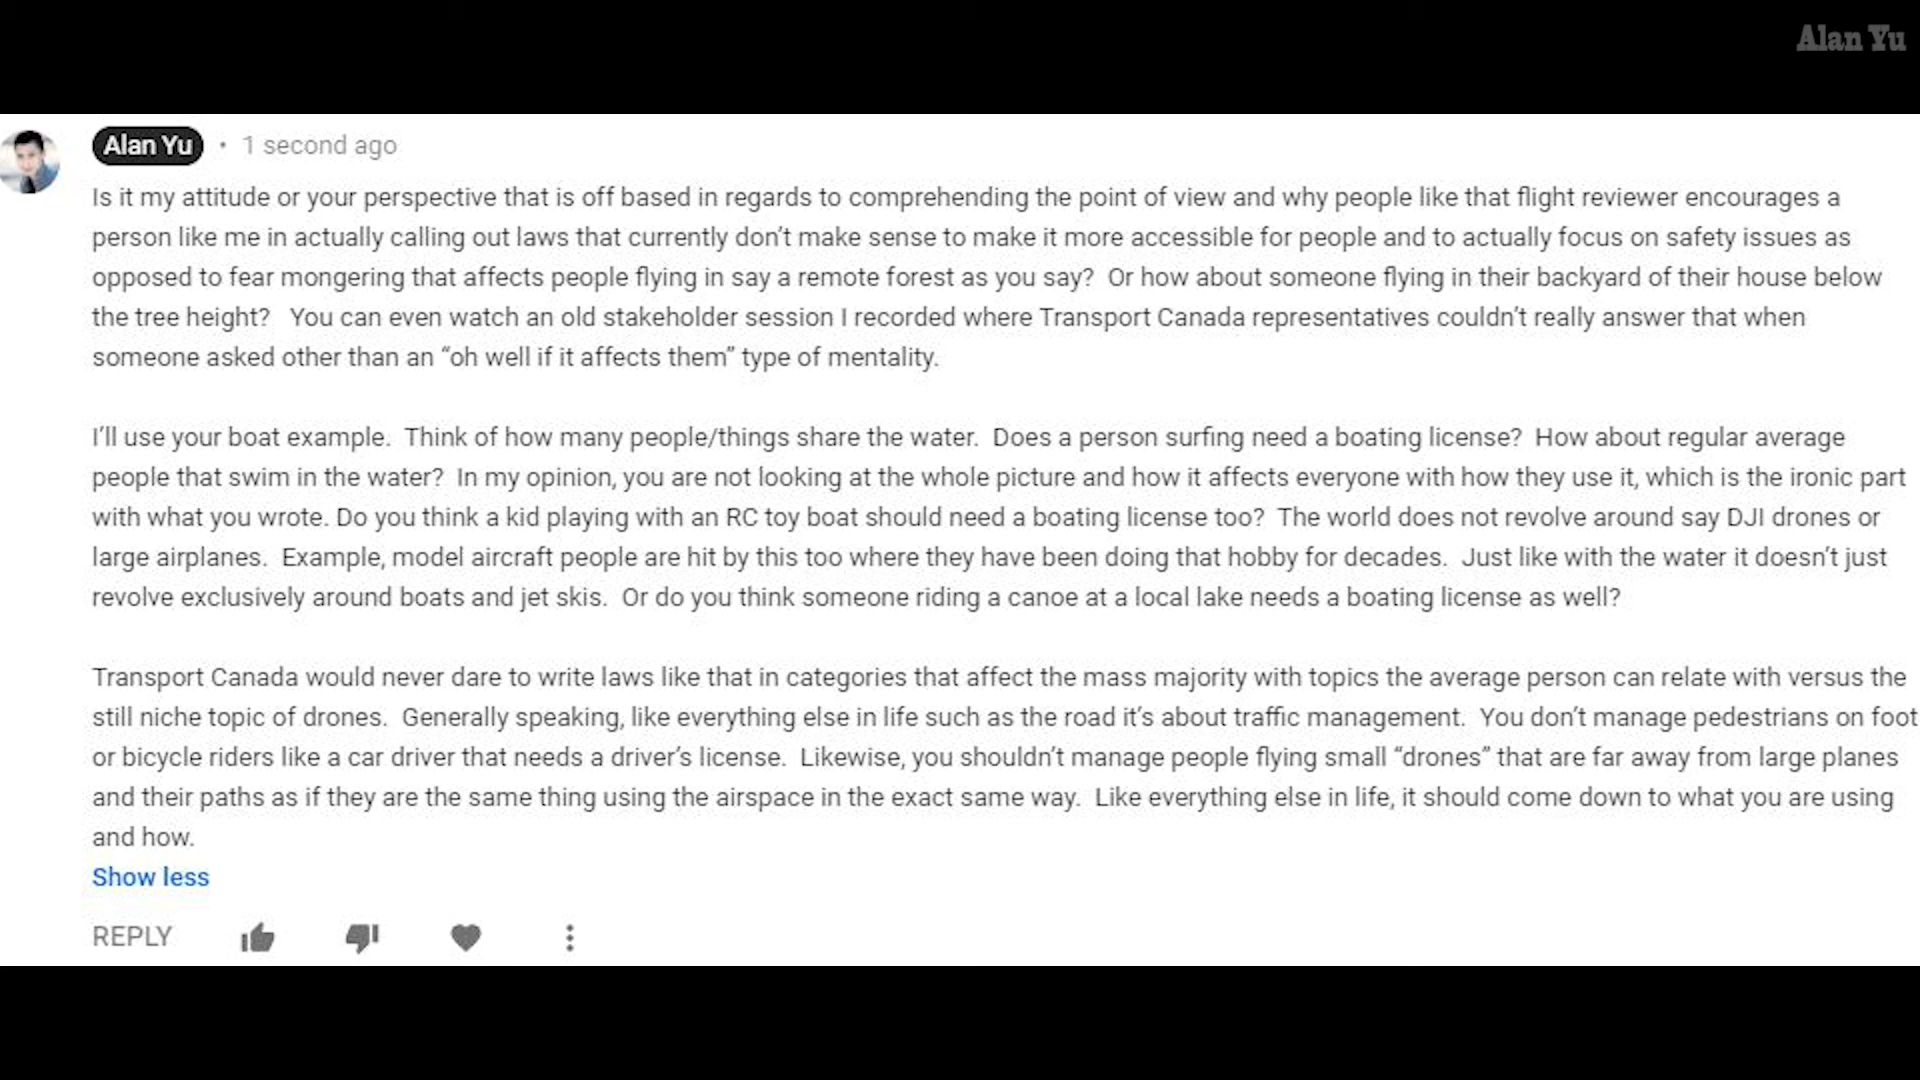 Alan Yu
Alan Yu • 1 second ago
Is it my attitude or your perspective that is off based in regards to comprehending the point of view and why people like that flight reviewer encourages a
person like me in actually calling out laws that currently don't make sense to make it more accessible for people and to actually focus on safety issues as
opposed to fear mongering that affects people flying in say a remote forest as you say?  Or how about someone flying in their backyard of their house below
the tree height?   You can even watch an old stakeholder session I recorded where Transport Canada representatives couldn't really answer that when
someone asked other than an “oh well if it affects them” type of mentality.
I'll use your boat example.  Think of how many people/things share the water.  Does a person surfing need a boating license?  How about regular average
people that swim in the water?  In my opinion, you are not looking at the whole picture and how it affects everyone with how they use it, which is the ironic part
with what you wrote. Do you think a kid playing with an RC toy boat should need a boating license too?  The world does not revolve around say DJI drones or
large airplanes.  Example, model aircraft people are hit by this too where they have been doing that hobby for decades.  Just like with the water it doesn't just
revolve exclusively around boats and jet skis.  Or do you think someone riding a canoe at a local lake needs a boating license as well?
Transport Canada would never dare to write laws like that in categories that affect the mass majority with topics the average person can relate with versus the
still niche topic of drones.  Generally speaking, like everything else in life such as the road it's about traffic management.  You don't manage pedestrians on foot
or bicycle riders like a car driver that needs a driver's license.  Likewise, you shouldn't manage people flying small “drones” that are far away from large planes
and their paths as if they are the same thing using the airspace in the exact same way.  Like everything else in life, it should come down to what you are using
and how.
Show less
REPLY